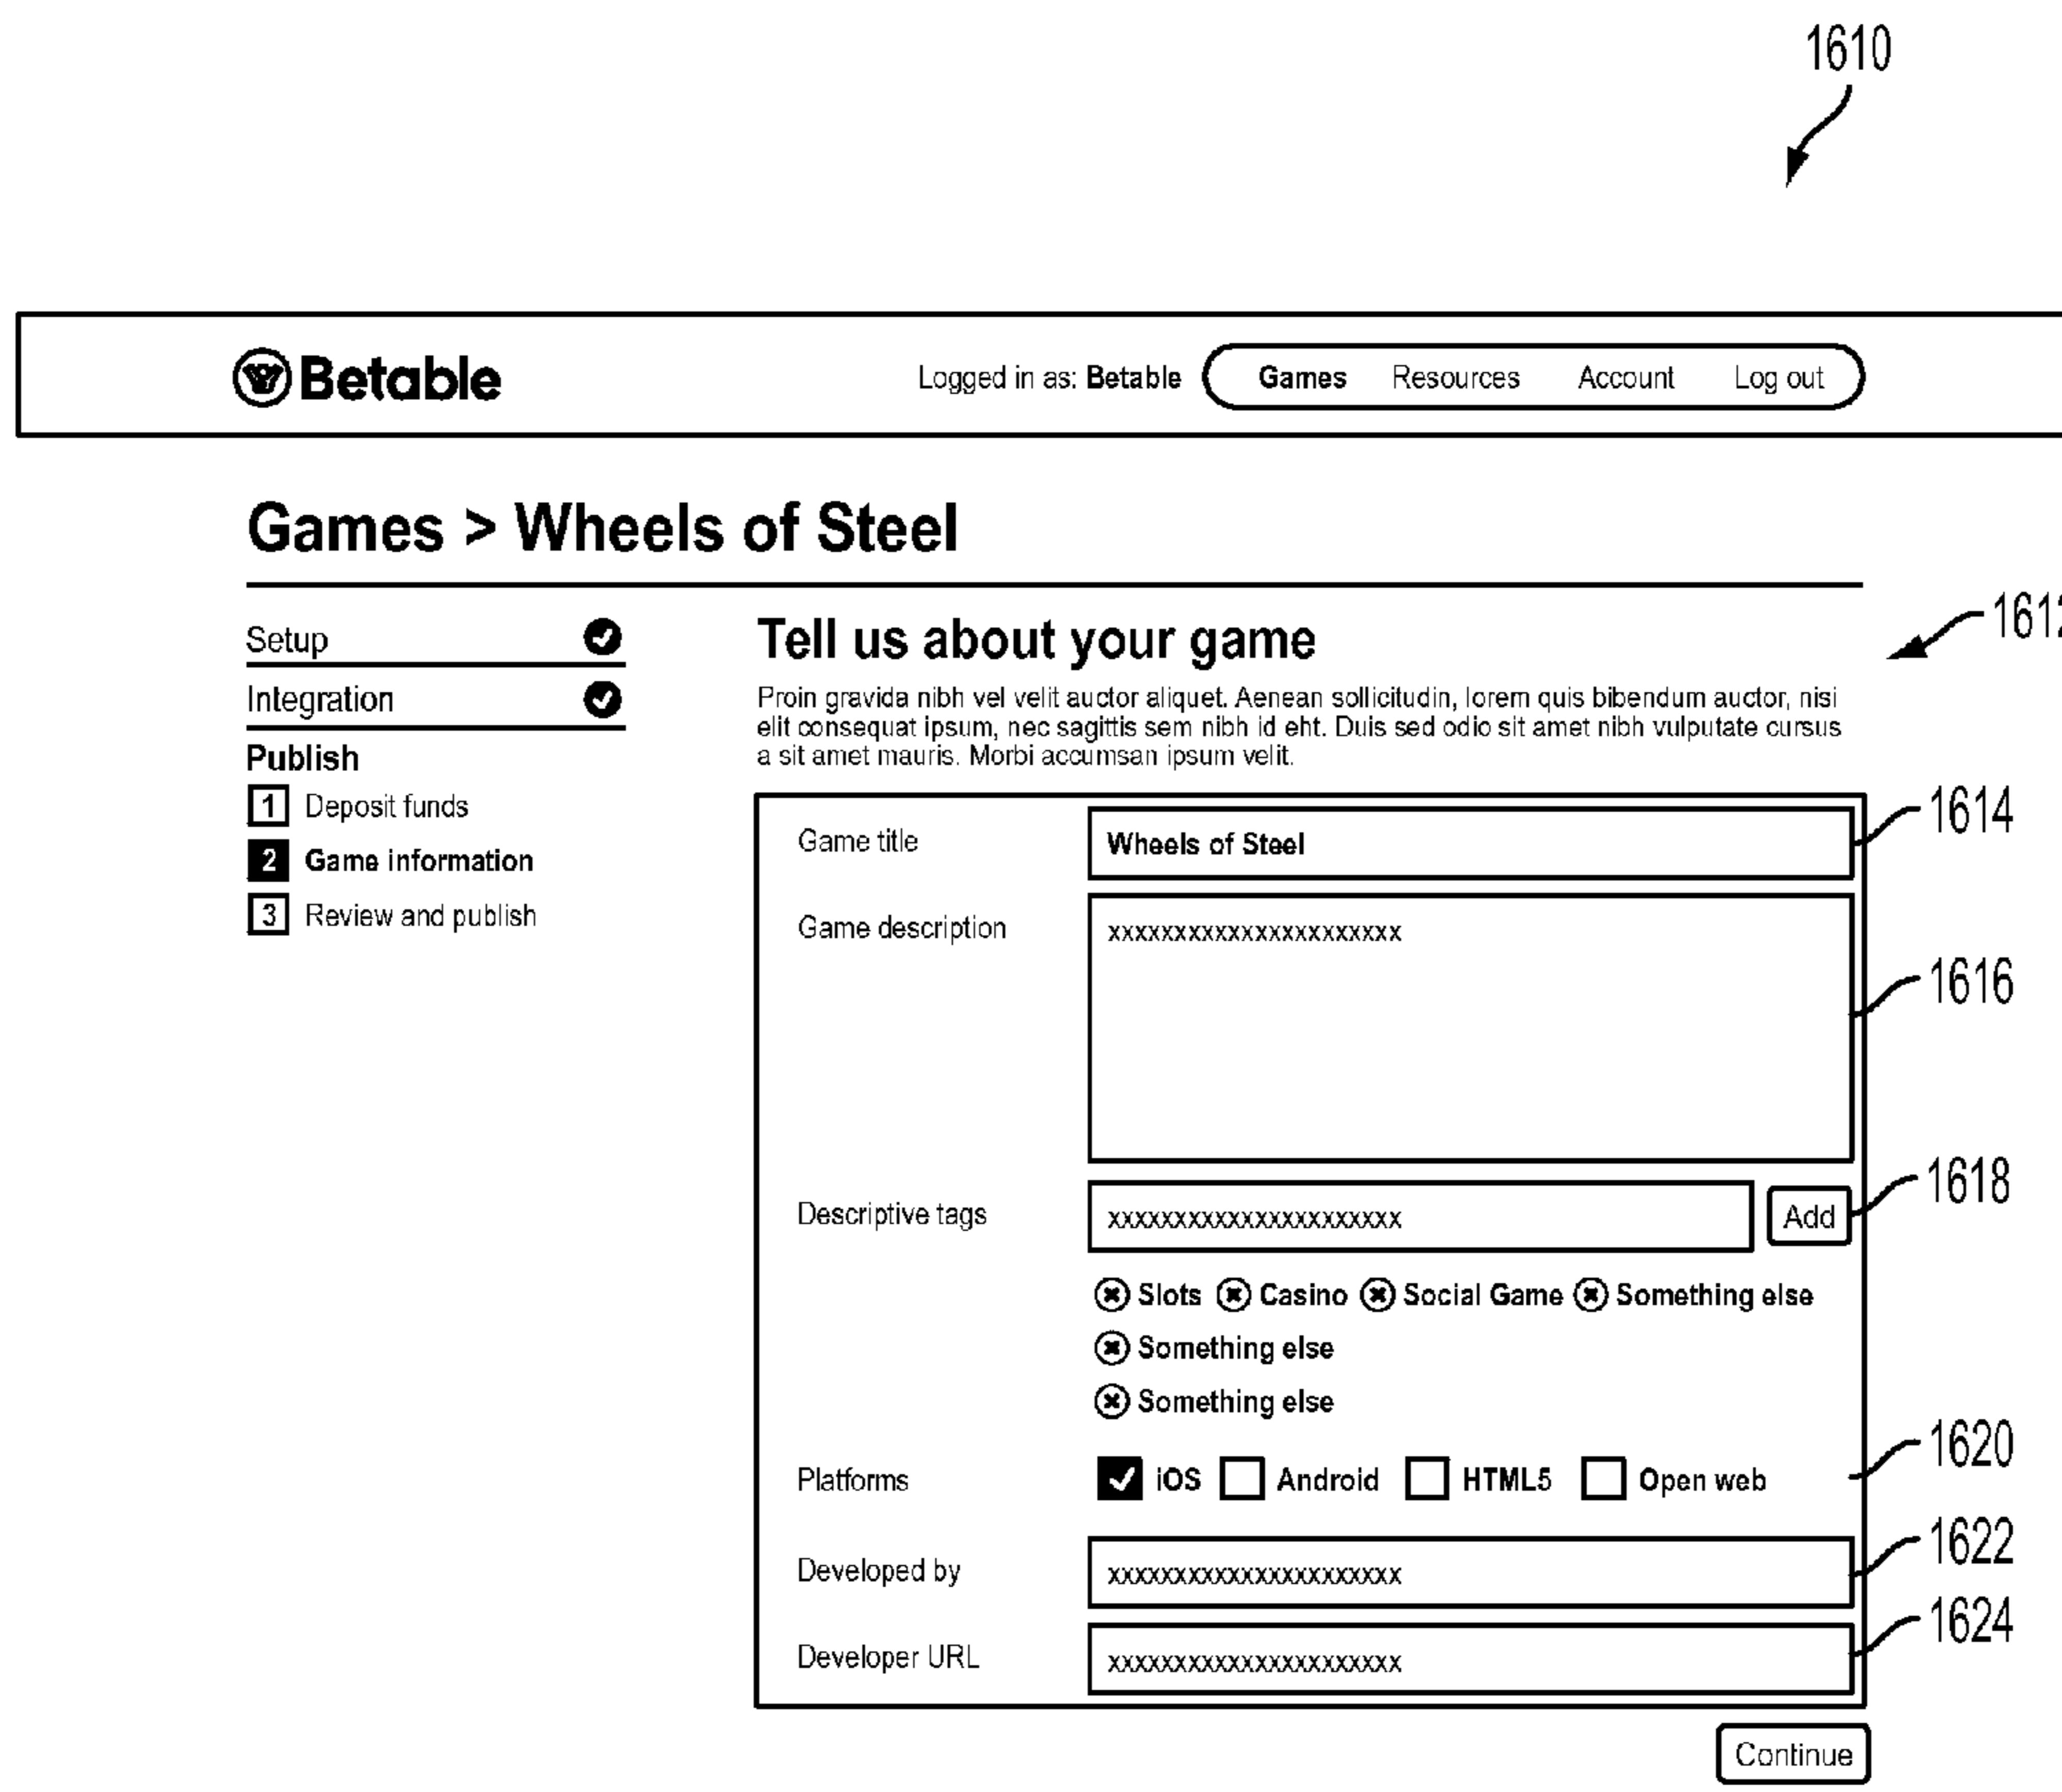 1610
Betable
Logged in as: Betable Games Resources Account Log out
Games > Wheels of Steel
Setup
Integration
Publish
1 Deposit funds
2 Game information
3 Review and publish
Tell us about your game
1612
Proin gravida nibh vel velit auctor aliquet. Aenean sollicitudin, lorem quis bibendum auctor, nisi
elit consequat ipsum, nec sagittis sem nibh id eht. Duis sed odio sit amet nibh vulputate cursus
a sit amet mauris. Morbi accumsan ipsum velit.
Game title Wheels of Steel 1614
Game description xxxxxxxxxxxxxxxxxxxxxx
1616
Descriptive tags xxxxxxxxxxxxxxxxxxxxxx Add 1618
Slots Casino Social Game Something else
Something else
Something else
Platforms iOS Android HTML5 Open web 1620
Developed by xxxxxxxxxxxxxxxxxxxxxx 1622
Developer URL xxxxxxxxxxxxxxxxxxxxxx 1624
Continue